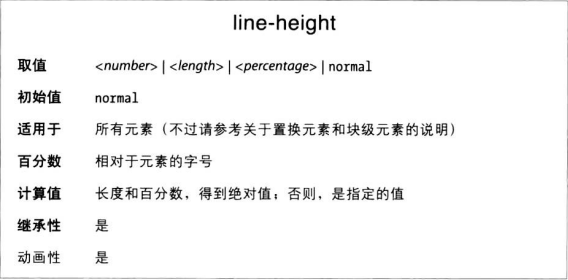 line-height
取值 <number> | <length> | <percentage> | normal
初始值 normal
适用于 所有元素（不过请参考关于置换元素和块级元素的说明）
百分数 相对于元素的字号
计算值 长度和百分数，得到绝对值；否则，是指定的值
继承性 是
动画性 是